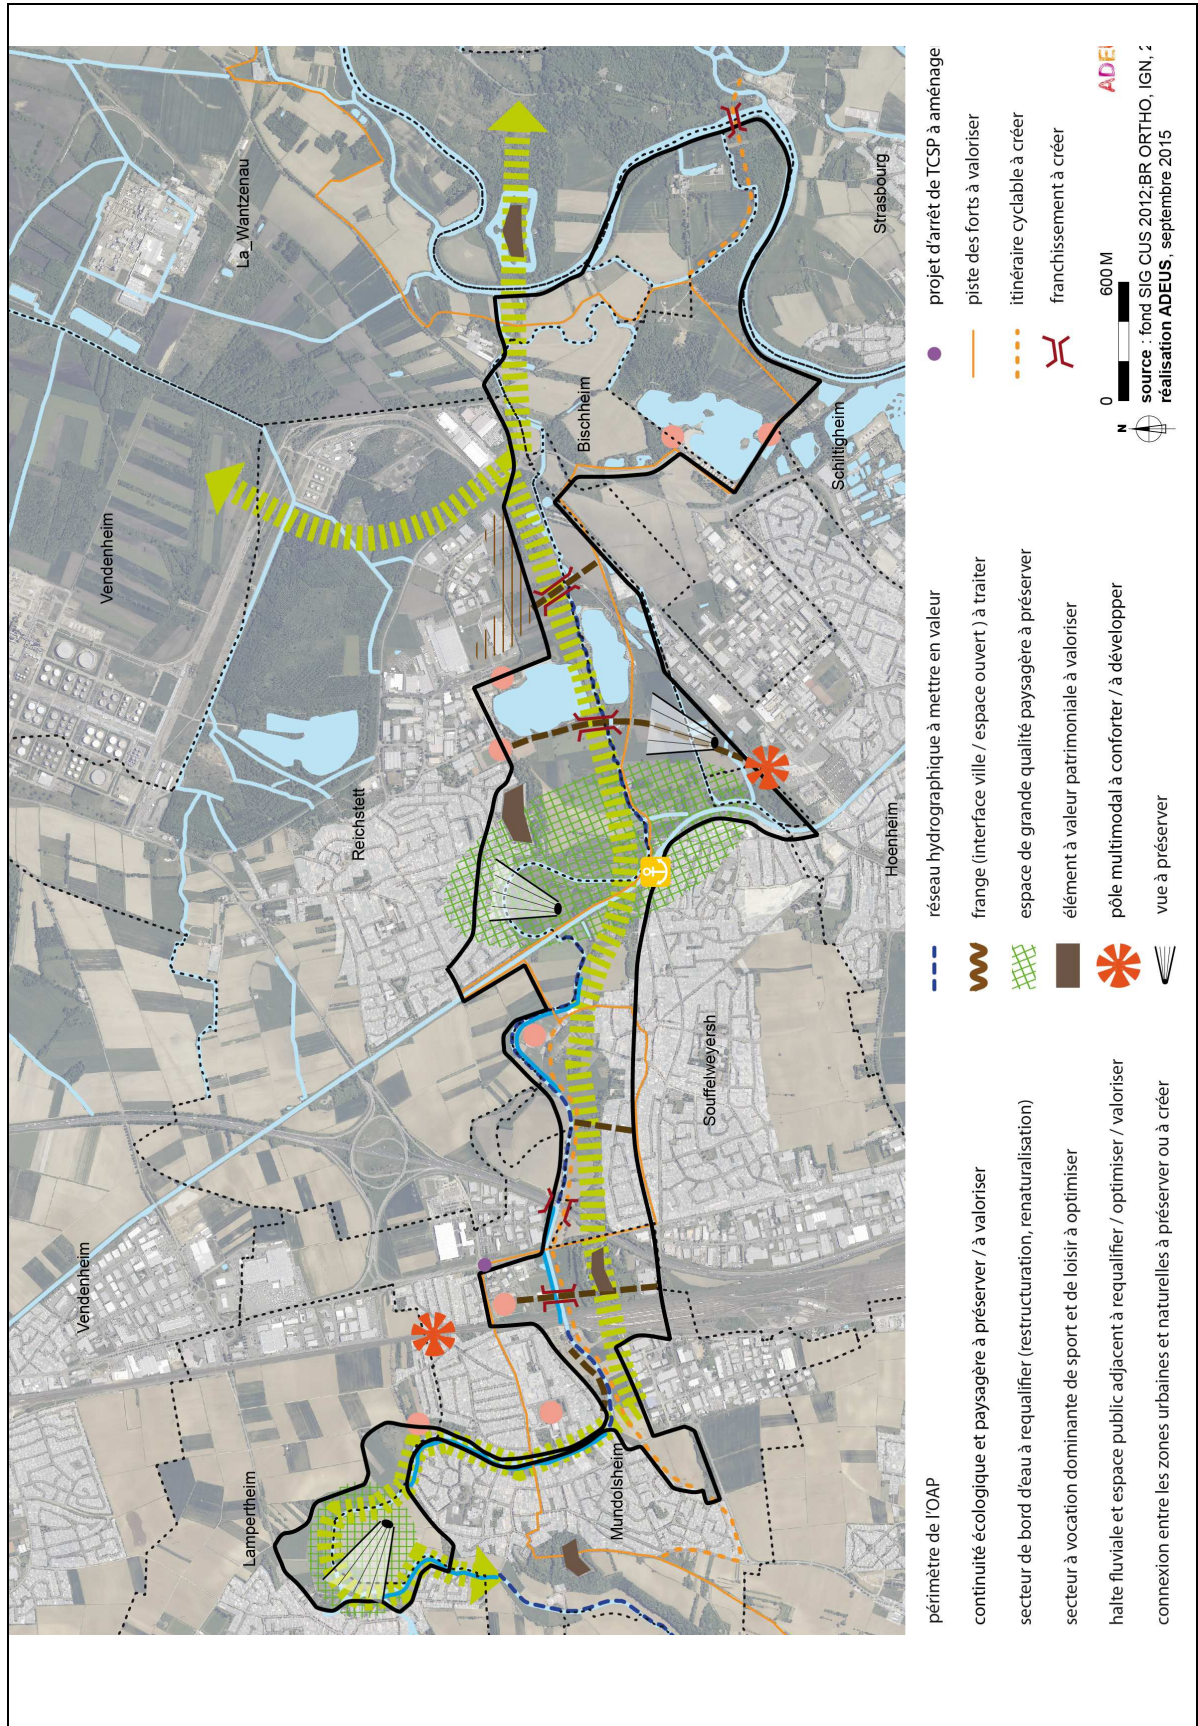 Lampertheim
Vendenheim
Mundolsheim
Souffelweyersh
Reichstett
Vendenheim
Hoenheim
La_Wantzenau
Bischheim
Schiltigheim
Strasbourg
périmètre de l'OAP
continuité écologique et paysagère à préserver / à valoriser
secteur de bord d'eau à requalifier (restructuration, renaturalisation)
secteur à vocation dominante de sport et de loisir à optimiser
halte fluviale et espace public adjacent à requalifier / optimiser / valoriser
connexion entre les zones urbaines et naturelles à préserver ou à créer
réseau hydrographique à mettre en valeur
frange (interface ville / espace ouvert ) à traiter
espace de grande qualité paysagère à préserver
élément à valeur patrimoniale à valoriser
pôle multimodal à conforter / à développer
vue à préserver
projet d'arrêt de TCSP à aménage
piste des forts à valoriser
itinéraire cyclable à créer
franchissement à créer
0 600 M
N
source : fond SIG CUS 2012;BR ORTHO, IGN, 2
réalisation ADEUS, septembre 2015
ADEU